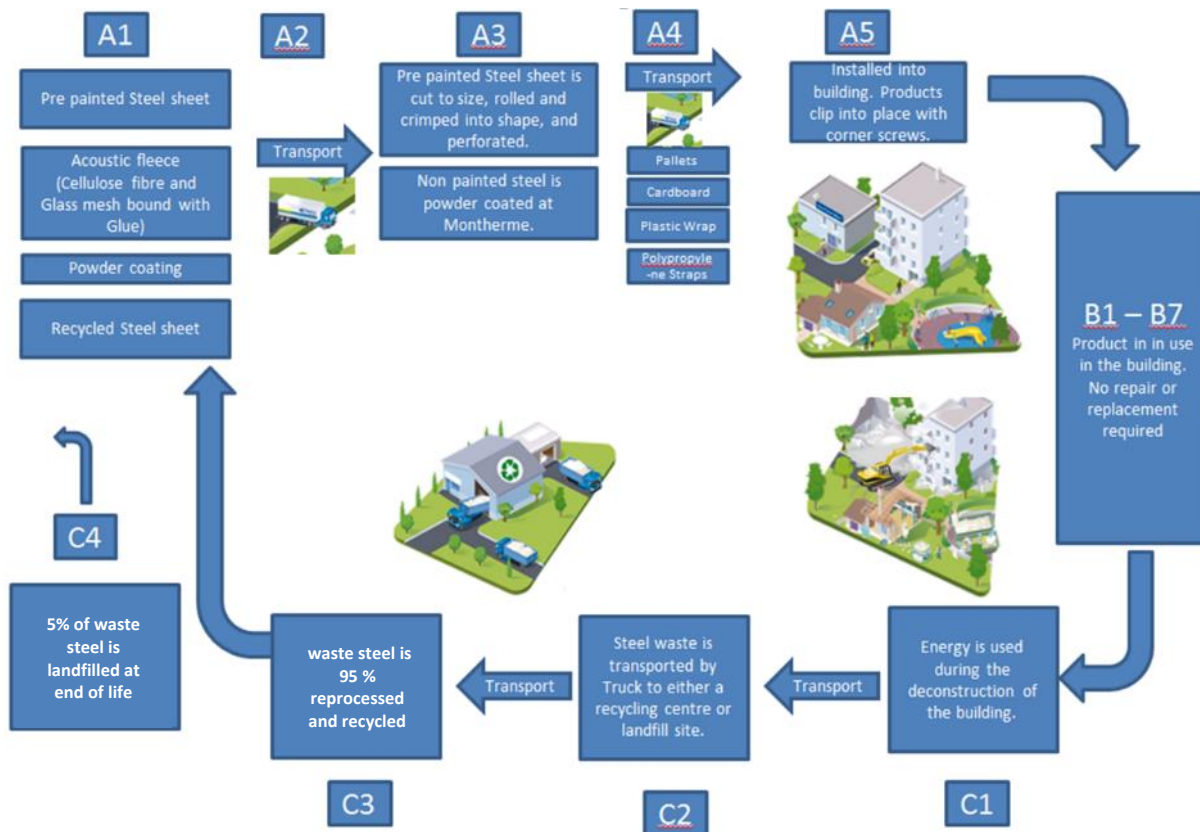 A1
A2
A3
A4
A5
Pre painted Steel sheet
Acoustic fleece
(Cellulose fibre and
Glass mesh bound with
Glue)
Powder coating
Recycled Steel sheet
Transport
Pre painted Steel sheet is
cut to size, rolled and
crimped into shape, and
perforated.
Non painted steel is
powder coated at
Montherme.
Transport
Pallets
Cardboard
Plastic Wrap
Polypropyle
-ne Straps
Installed into
building. Products
clip into place with
corner screws.
B1 – B7
Product in in use
in the building.
No repair or
replacement
required
C4
5% of waste
steel is
landfilled at
end of life
waste steel is
95 %
reprocessed
and recycled
Transport
Steel waste is
transported by
Truck to either a
recycling centre or
landfill site.
Transport
Energy is used
during the
deconstruction of
the building.
C3
C2
C1